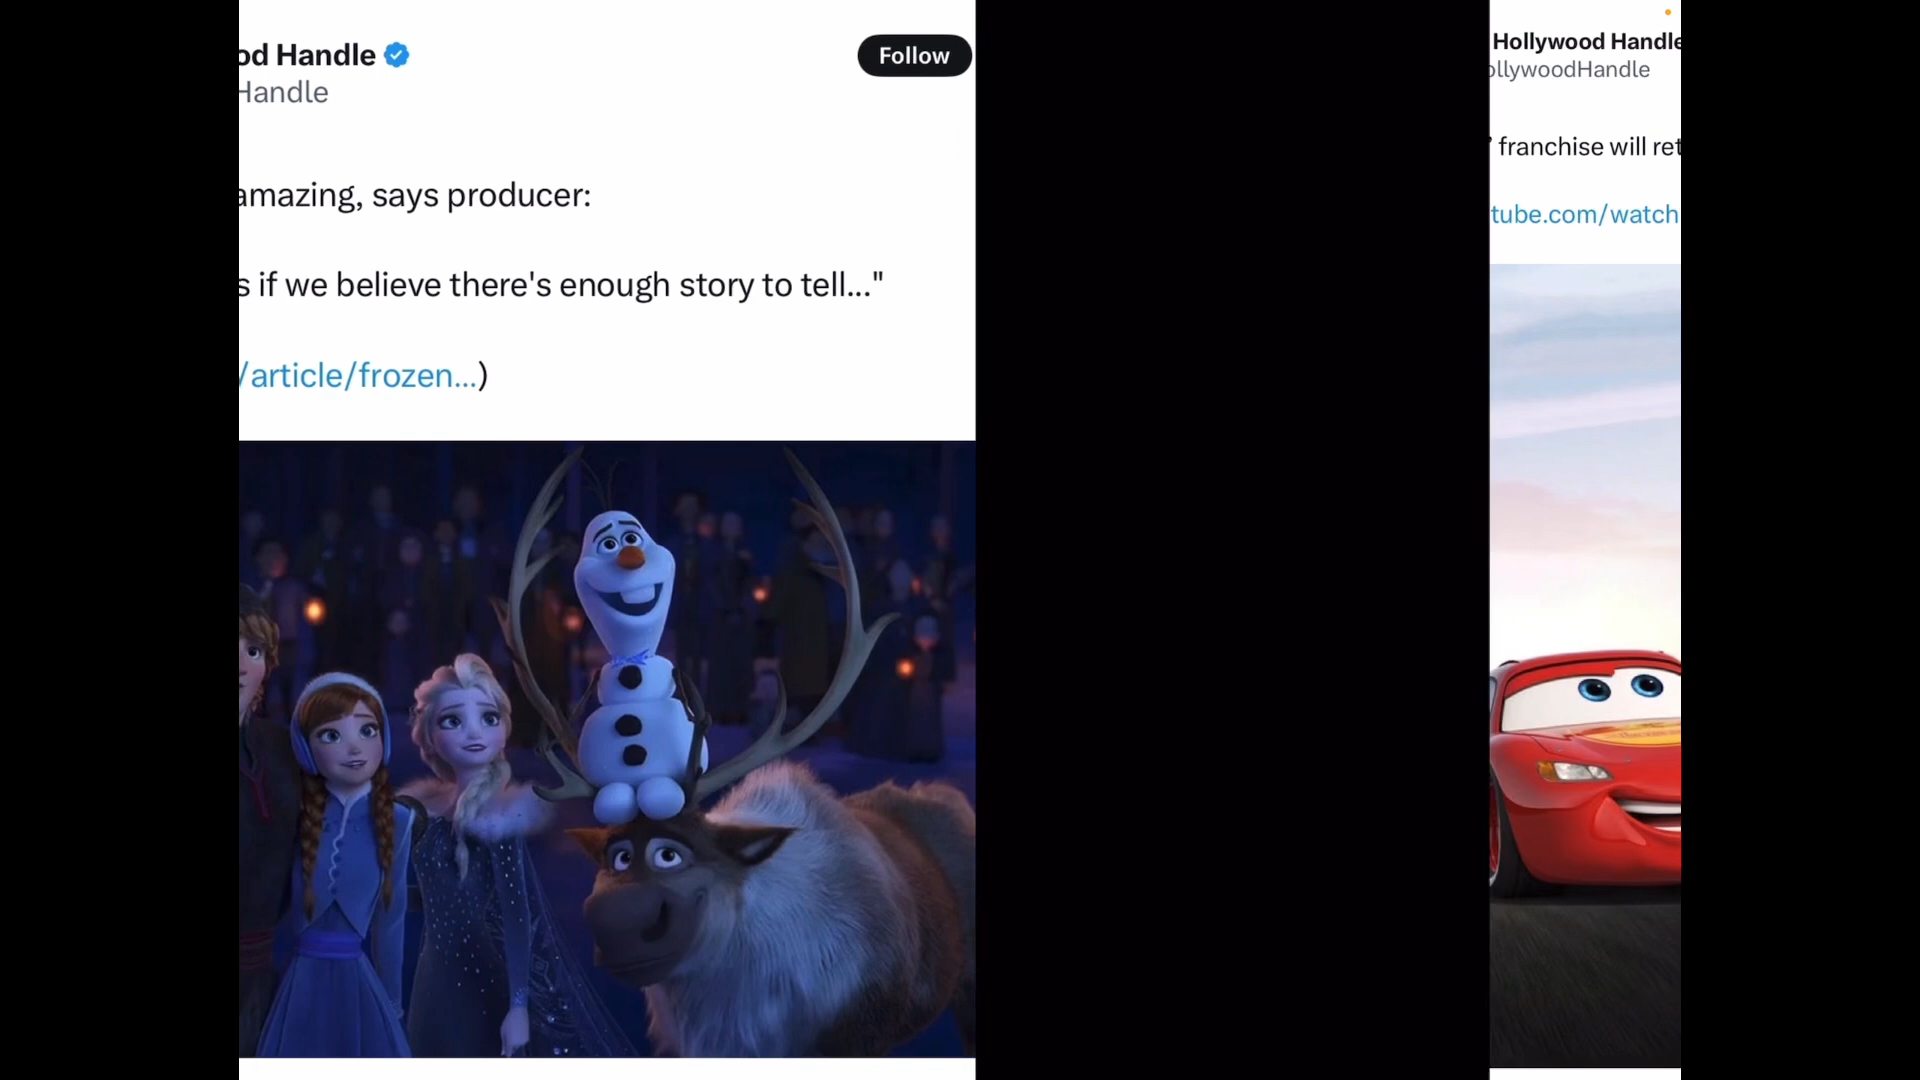 od Handle
Follow
Handle
amazing, says producer:
s if we believe there's enough story to tell..."
/article/frozen...)
Hollywood Handle
ollywoodHandle
' franchise will ret
tube.com/watch